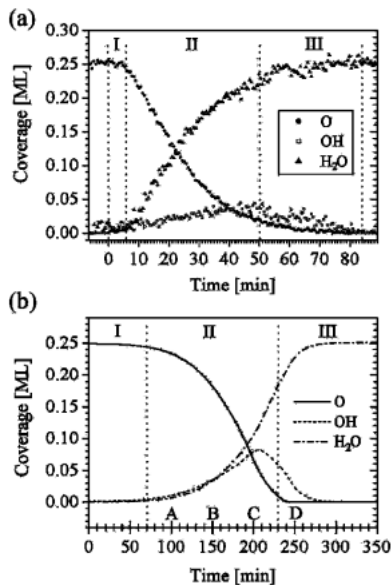 (a)
I II III
0.25
0.20
0.15
0.10
0.05
0.00
Coverage [ML]
O
OH
H₂O
0 10 20 30 40 50 60 70 80
Time [min]
(b)
I II III
0.25
0.20
0.15
0.10
0.05
0.00
Coverage [ML]
O
OH
H₂O
A B C D
0 50 100 150 200 250 300 350
Time [min]